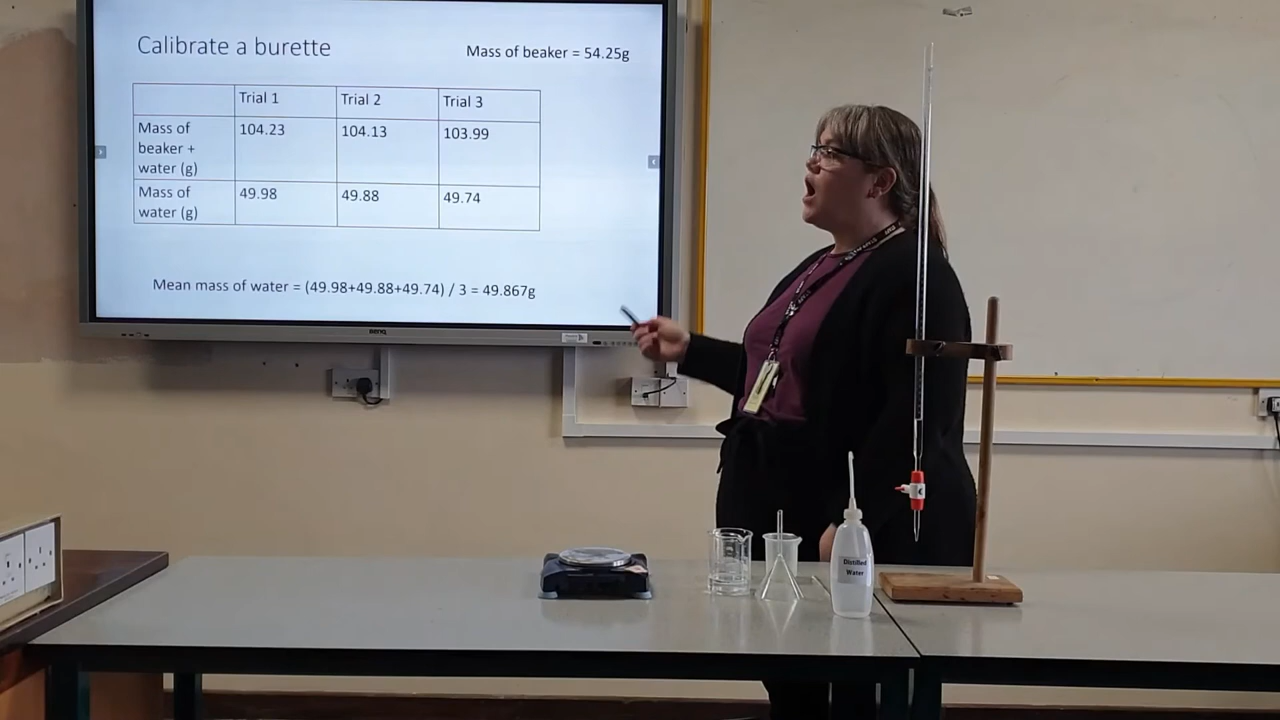 Calibrate a burette
Mass of beaker = 54.25g
Trial 1
Trial 2
Trial 3
Mass of
beaker +
water (g)
104.23
104.13
103.99
Mass of
water (g)
49.98
49.88
49.74
Mean mass of water = (49.98+49.88+49.74) / 3 = 49.867g
BenQ
Distilled
Water